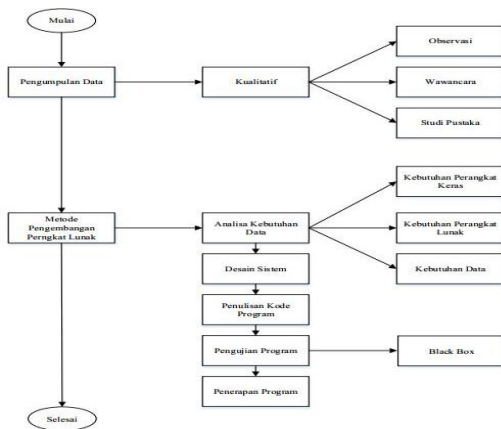 Mulai
Pengumpulan Data
Kualitatif
Observasi
Wawancara
Studi Pustaka
Metode
Pengembangan
Perngkat Lunak
Analisa Kebutuhan
Data
Kebutuhan Perangkat
Keras
Kebutuhan Perangkat
Lunak
Kebutuhan Data
Desain Sistem
Penulisan Kode
Program
Pengujian Program
Black Box
Penerapan Program
Selesai